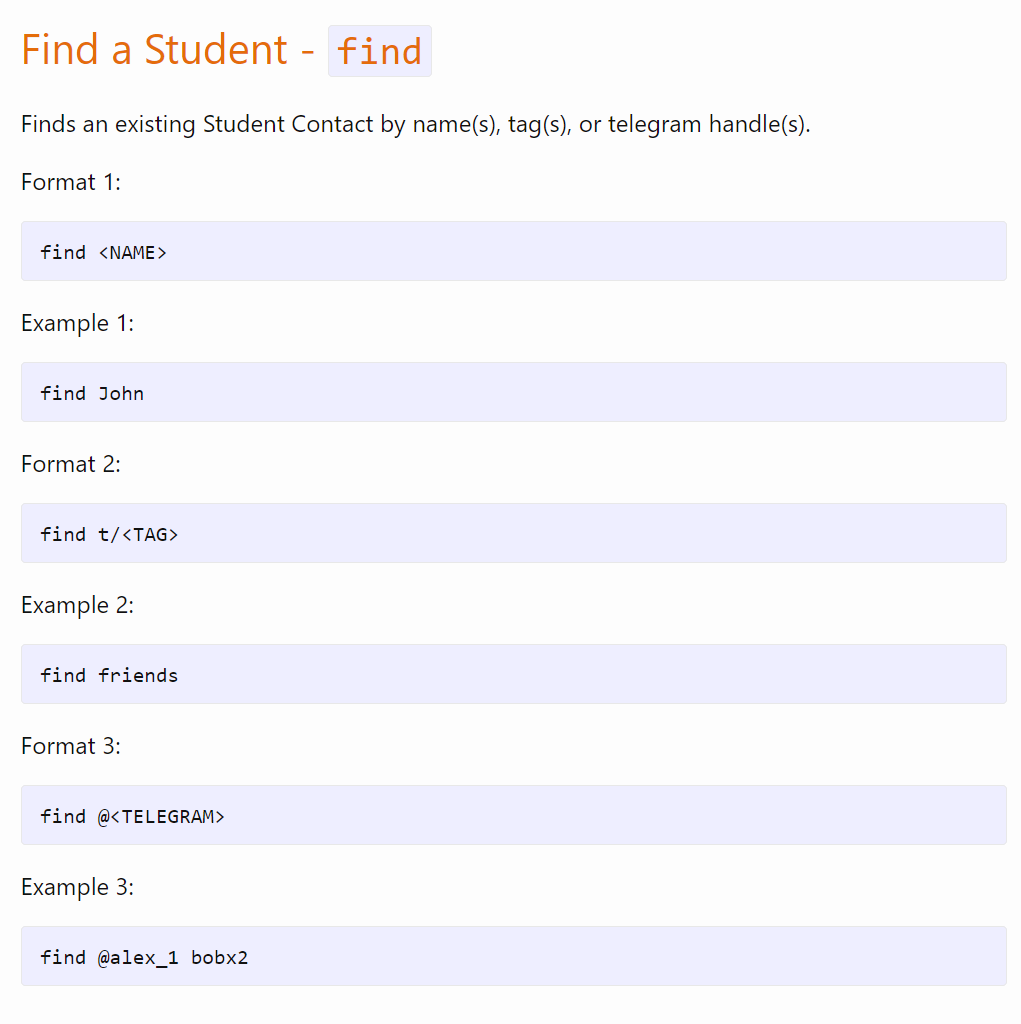 Find a Student - find
Finds an existing Student Contact by name(s), tag(s), or telegram handle(s).
Format 1:
find <NAME>
Example 1:
find John
Format 2:
find t/<TAG>
Example 2:
find friends
Format 3:
find @<TELEGRAM>
Example 3:
find @alex_1 bobx2